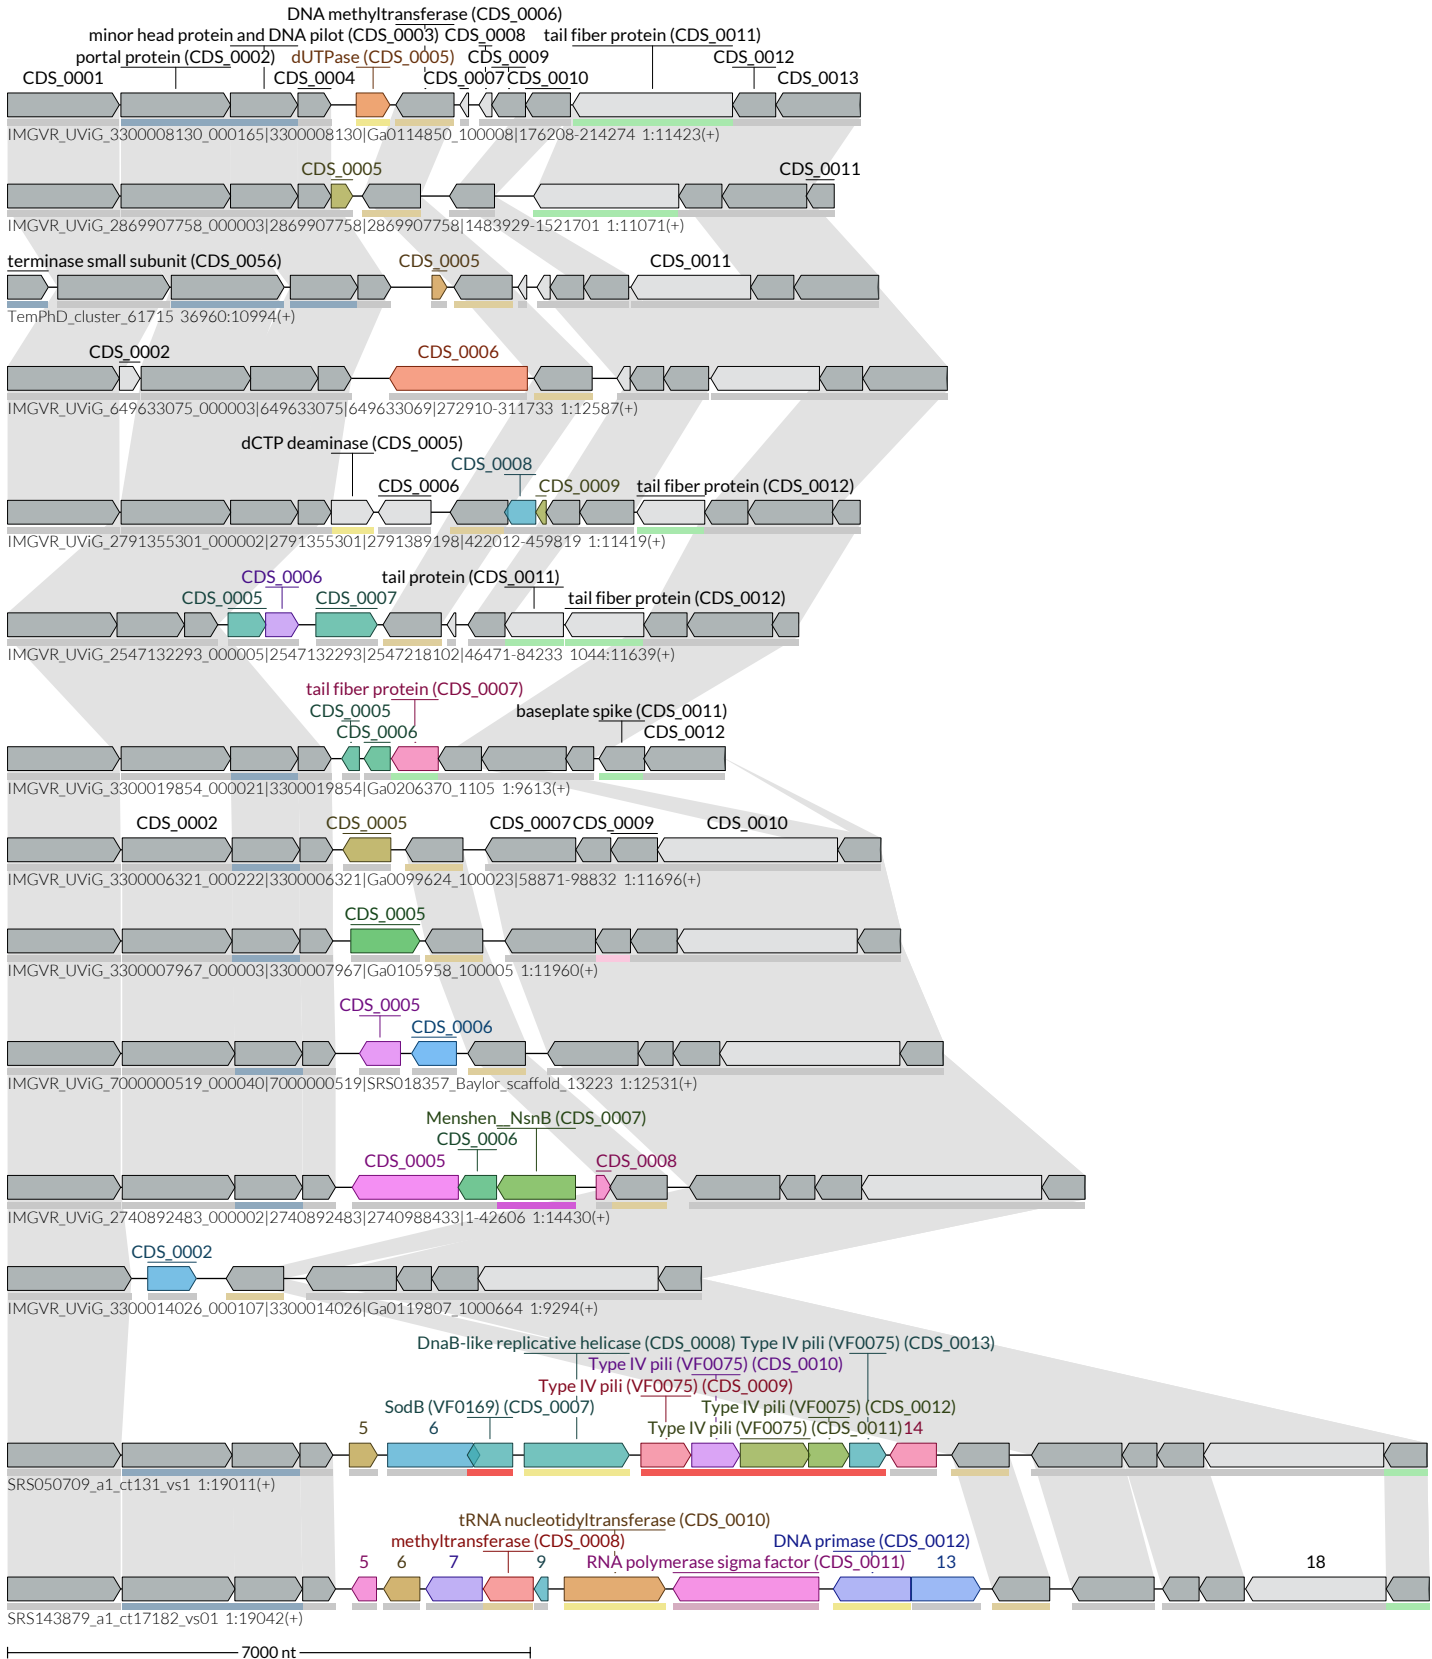 DNA methyltransferase (CDS_0006)
minor head protein and DNA pilot (CDS_0003) CDS_0008 tail fiber protein (CDS_0011)
portal protein (CDS_0002) dUTPase (CDS_0005) CDS_0009 CDS_0012
CDS_0001 CDS_0004 CDS_0007 CDS_0010 CDS_0013
IMGVR_UViG_3300008130_000165|3300008130|Ga0114850_100008|176208-214274 1:11423(+)
CDS_0005 CDS_0011
IMGVR_UViG_2869907758_000003|2869907758|2869907758|1483929-1521701 1:11071(+)
terminase small subunit (CDS_0056) CDS_0005 CDS_0011
TemPhD_cluster_61715 36960:10994(+)
CDS_0002 CDS_0006
IMGVR_UViG_649633075_000003|649633075|649633069|272910-311733 1:12587(+)
dCTP deaminase (CDS_0005)
CDS_0008
CDS_0006 CDS_0009 tail fiber protein (CDS_0012)
IMGVR_UViG_2791355301_000002|2791355301|2791389198|422012-459819 1:11419(+)
CDS_0006 tail protein (CDS_0011)
CDS_0005 CDS_0007 tail fiber protein (CDS_0012)
IMGVR_UViG_2547132293_000005|2547132293|2547218102|46471-84233 1044:11639(+)
tail fiber protein (CDS_0007)
CDS_0005 baseplate spike (CDS_0011)
CDS_0006 CDS_0012
IMGVR_UViG_3300019854_000021|3300019854|Ga0206370_1105 1:9613(+)
CDS_0002 CDS_0005 CDS_0007 CDS_0009 CDS_0010
IMGVR_UViG_3300006321_000222|3300006321|Ga0099624_100023|58871-98832 1:11696(+)
CDS_0005
IMGVR_UViG_3300007967_000003|3300007967|Ga0105958_100005 1:11960(+)
CDS_0005
CDS_0006
IMGVR_UViG_7000000519_000040|7000000519|SRS018357_Baylor_scaffold_13223 1:12531(+)
Menshen__NsnB (CDS_0007)
CDS_0006
CDS_0005 CDS_0008
IMGVR_UViG_2740892483_000002|2740892483|2740988433|1-42606 1:14430(+)
CDS_0002
IMGVR_UViG_3300014026_000107|3300014026|Ga0119807_1000664 1:9294(+)
DnaB-like replicative helicase (CDS_0008) Type IV pili (VF0075) (CDS_0013)
Type IV pili (VF0075) (CDS_0010)
Type IV pili (VF0075) (CDS_0009)
SodB (VF0169) (CDS_0007) Type IV pili (VF0075) (CDS_0012)
5 6 Type IV pili (VF0075) (CDS_0011) 14
SRS050709_a1_ct131_vs1 1:19011(+)
tRNA nucleotidyltransferase (CDS_0010)
methyltransferase (CDS_0008) DNA primase (CDS_0012)
5 6 7 9 RNA polymerase sigma factor (CDS_0011) 13 18
SRS143879_a1_ct17182_vs01 1:19042(+)
7000 nt